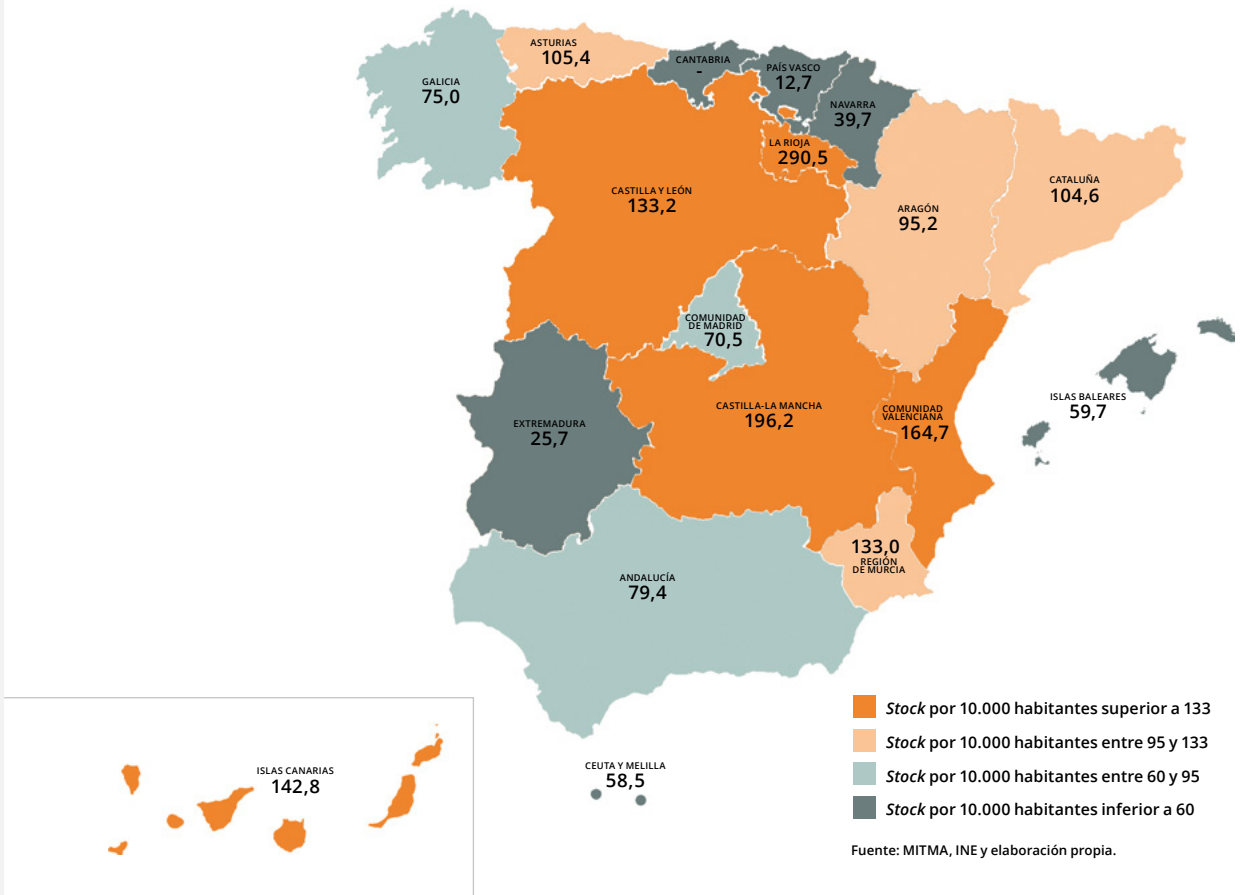 ASTURIAS
105,4
CANTABRIA
-
PAÍS VASCO
12,7
GALICIA
75,0
NAVARRA
39,7
LA RIOJA
290,5
CASTILLA Y LEÓN
133,2
ARAGÓN
95,2
CATALUÑA
104,6
COMUNIDAD
DE MADRID
70,5
EXTREMADURA
25,7
CASTILLA-LA MANCHA
196,2
COMUNIDAD
VALENCIANA
164,7
ISLAS BALEARES
59,7
133,0
REGIÓN
DE MURCIA
ANDALUCÍA
79,4
CEUTA Y MELILLA
58,5
ISLAS CANARIAS
142,8
Stock por 10.000 habitantes superior a 133
Stock por 10.000 habitantes entre 95 y 133
Stock por 10.000 habitantes entre 60 y 95
Stock por 10.000 habitantes inferior a 60
Fuente: MITMA, INE y elaboración propia.